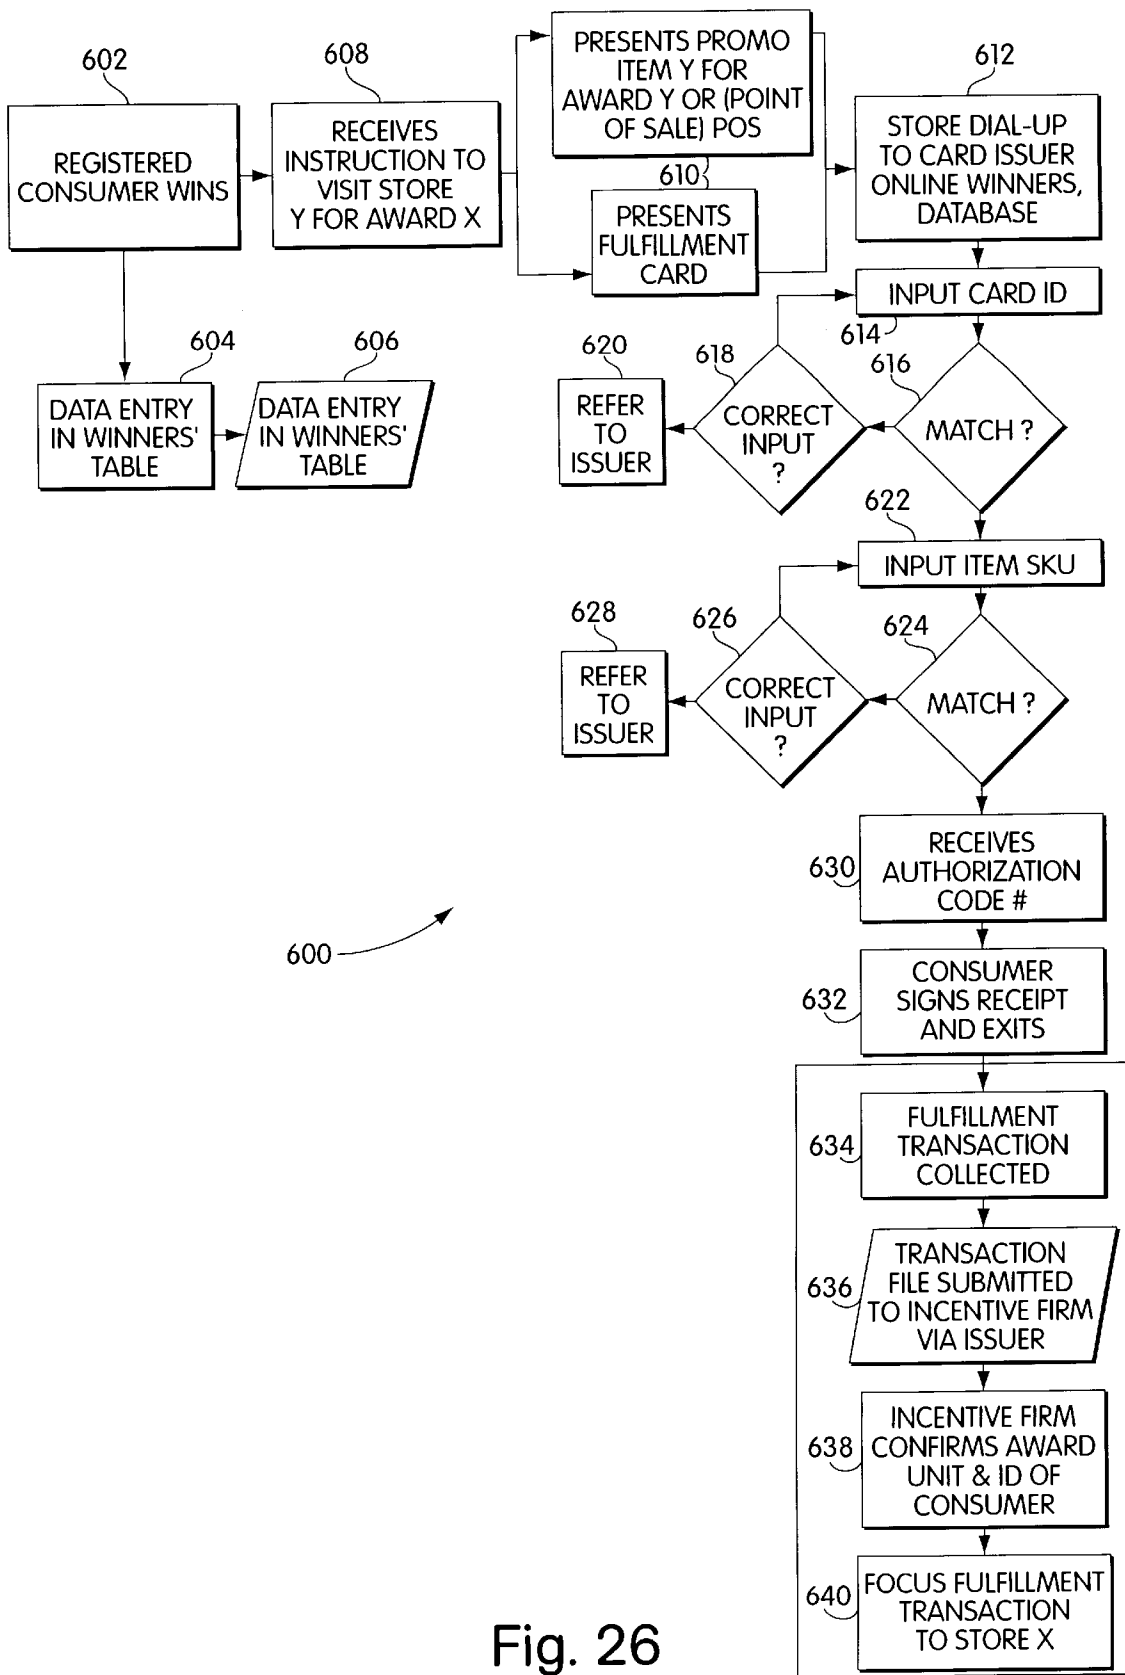 602
REGISTERED
CONSUMER WINS
608
RECEIVES
INSTRUCTION TO
VISIT STORE
Y FOR AWARD X
PRESENTS PROMO
ITEM Y FOR
AWARD Y OR (POINT
OF SALE) POS
610
PRESENTS
FULFILLMENT
CARD
612
STORE DIAL-UP
TO CARD ISSUER
ONLINE WINNERS,
DATABASE
INPUT CARD ID
614
604
DATA ENTRY
IN WINNERS'
TABLE
606
DATA ENTRY
IN WINNERS'
TABLE
620
REFER
TO
ISSUER
618
CORRECT
INPUT
?
616
MATCH ?
622
INPUT ITEM SKU
628
REFER
TO
ISSUER
626
CORRECT
INPUT
?
624
MATCH ?
630
RECEIVES
AUTHORIZATION
CODE #
600
632
CONSUMER
SIGNS RECEIPT
AND EXITS
634
FULFILLMENT
TRANSACTION
COLLECTED
636
TRANSACTION
FILE SUBMITTED
TO INCENTIVE FIRM
VIA ISSUER
638
INCENTIVE FIRM
CONFIRMS AWARD
UNIT & ID OF
CONSUMER
640
FOCUS FULFILLMENT
TRANSACTION
TO STORE X
Fig. 26